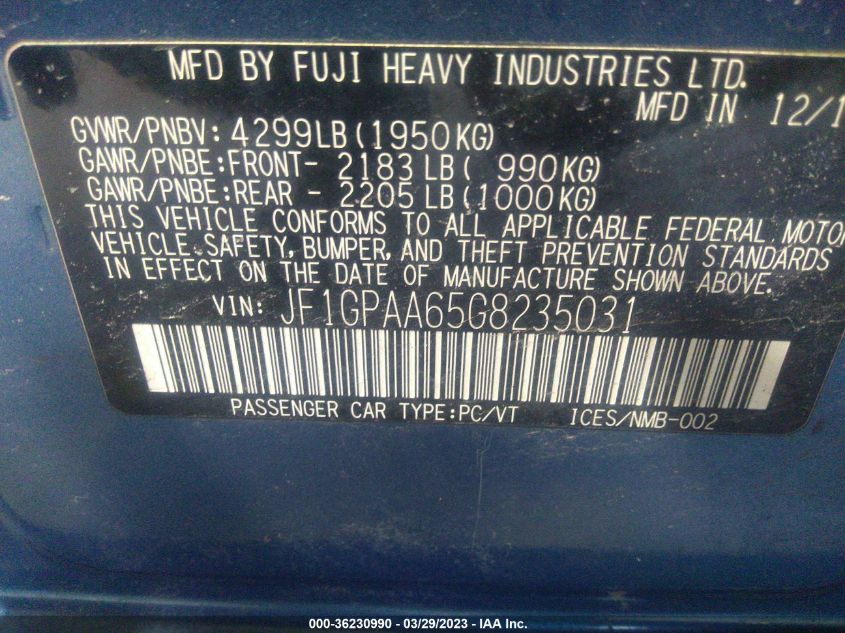 MFD BY FUJI HEAVY INDUSTRIES LTD.
MFD IN 12/1
GVWR/PNBV: 4299LB (1950KG)
GAWR/PNBE:FRONT- 2183 LB ( 990KG)
GAWR/PNBE:REAR - 2205 LB (1000KG)
THIS VEHICLE CONFORMS TO ALL APPLICABLE FEDERAL MOTOR
VEHICLE SAFETY, BUMPER, AND THEFT PREVENTION STANDARDS
IN EFFECT ON THE DATE OF MANUFACTURE SHOWN ABOVE.
VIN: JF1GPAA65G8235031
PASSENGER CAR TYPE:PC/VT ICES/NMB-002
000-36230990 - 03/29/2023 - IAA Inc.